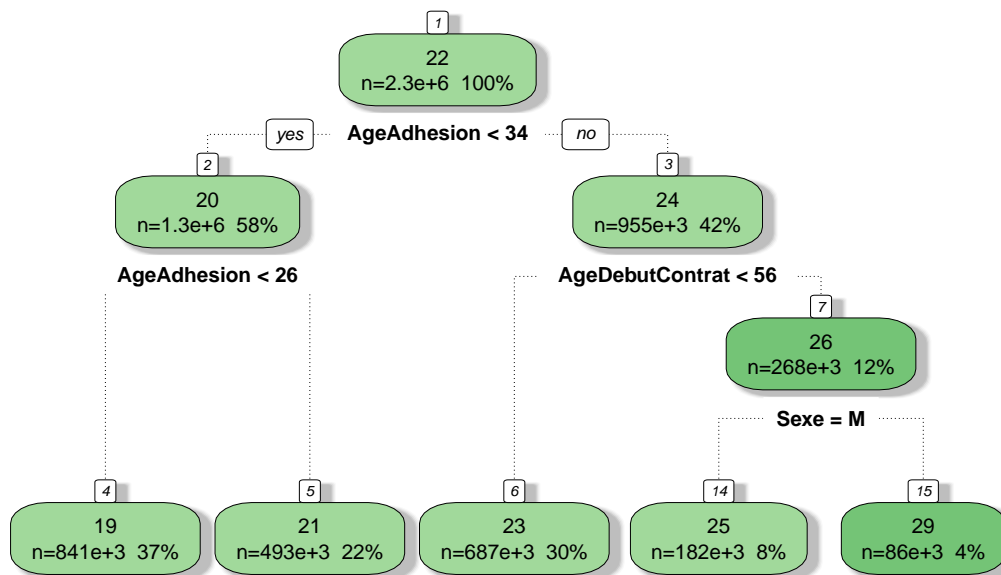 1
22
n=2.3e+6 100%
yes AgeAdhesion < 34 no
2
20
n=1.3e+6 58%
3
24
n=955e+3 42%
AgeAdhesion < 26
AgeDebutContrat < 56
7
26
n=268e+3 12%
Sexe = M
4
19
n=841e+3 37%
5
21
n=493e+3 22%
6
23
n=687e+3 30%
14
25
n=182e+3 8%
15
29
n=86e+3 4%